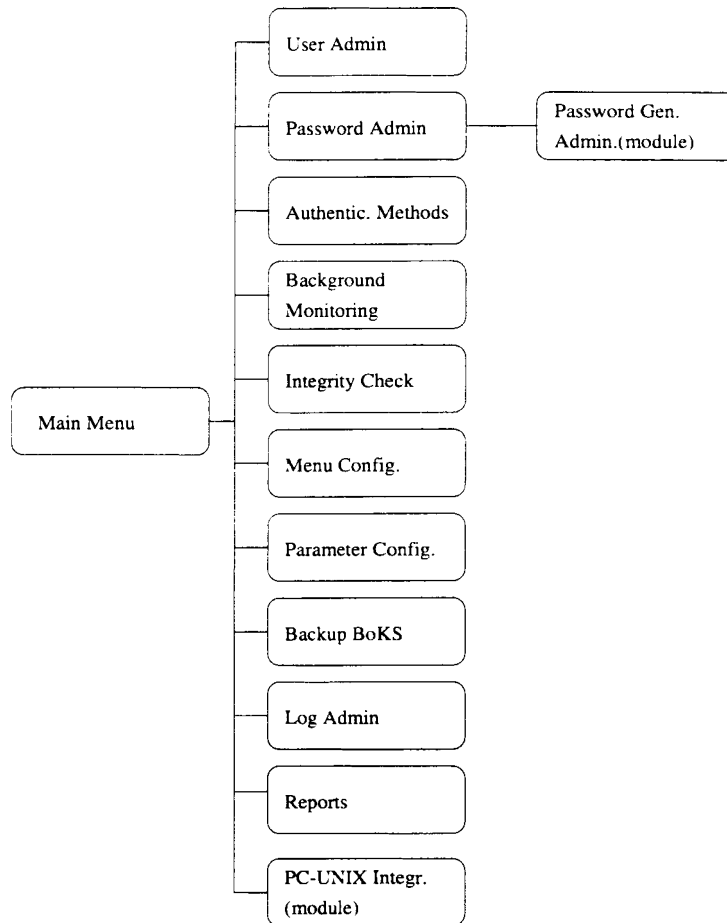 User Admin
Password Admin
Password Gen.
Admin.(module)
Authentic. Methods
Background
Monitoring
Integrity Check
Main Menu
Menu Config.
Parameter Config.
Backup BoKS
Log Admin
Reports
PC-UNIX Integr.
(module)